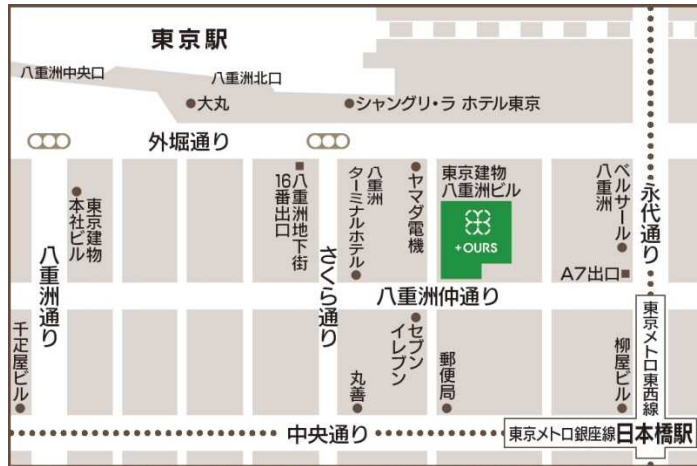 東京駅
八重洲中央口
八重洲北口
大丸
シャングリ・ラ ホテル東京
外堀通り
東京建物
本社ビル
八重洲地下街
16番出口
八重洲
ターミナルホテル
ヤマダ電機
東京建物
八重洲ビル
+OURS
ベルサール
八重洲
永代通り
八重洲通り
さくら通り
A7出口
八重洲仲通り
東京メトロ東西線
千疋屋ビル
丸善
セブン
イレブン
郵便局
柳屋ビル
中央通り
東京メトロ銀座線 日本橋駅